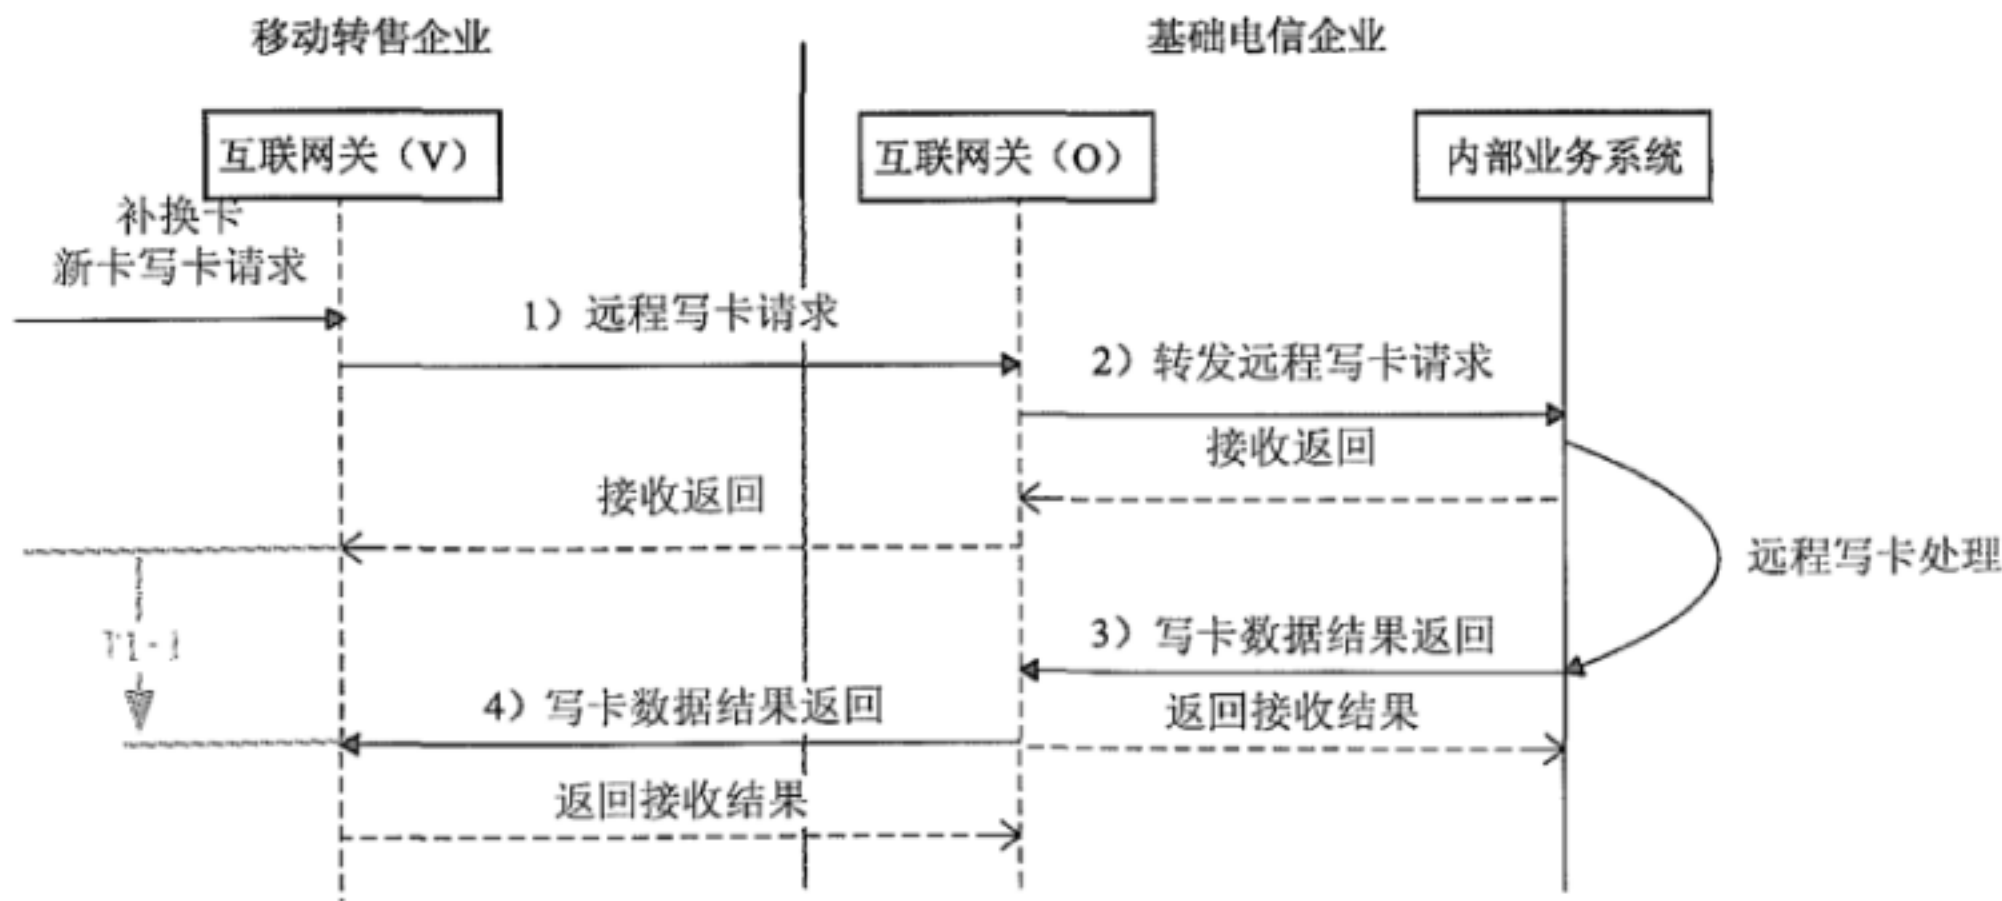 移动转售企业
基础电信企业
互联网关（V）
互联网关（O）
内部业务系统
补换卡
新卡写卡请求
1）远程写卡请求
2）转发远程写卡请求
接收返回
接收返回
远程写卡处理
3）写卡数据结果返回
4）写卡数据结果返回
返回接收结果
返回接收结果